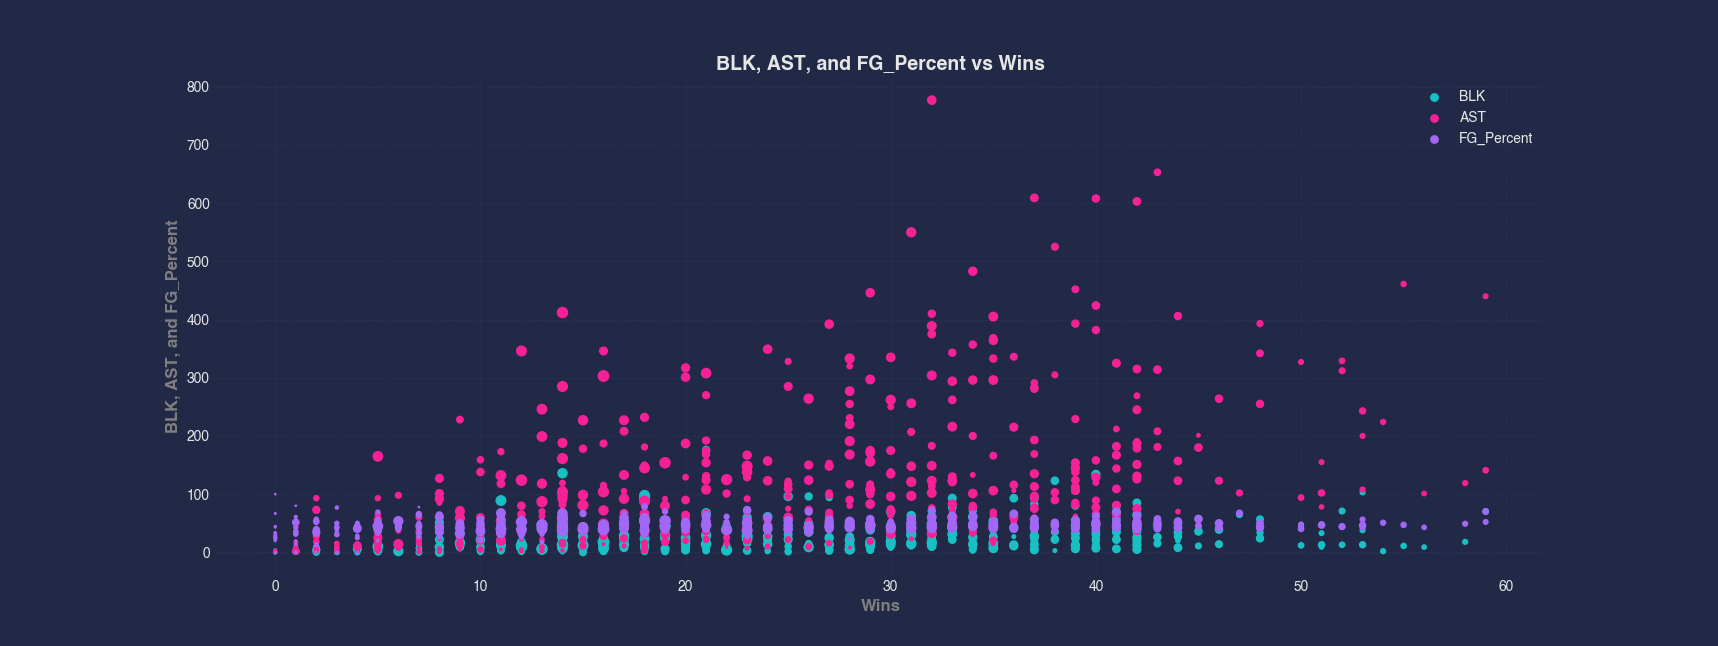 BLK, AST, and FG_Percent vs Wins
BLK
AST
FG_Percent
BLK, AST, and FG_Percent
800
700
600
500
400
300
200
100
0
0 10 20 30 40 50 60
Wins